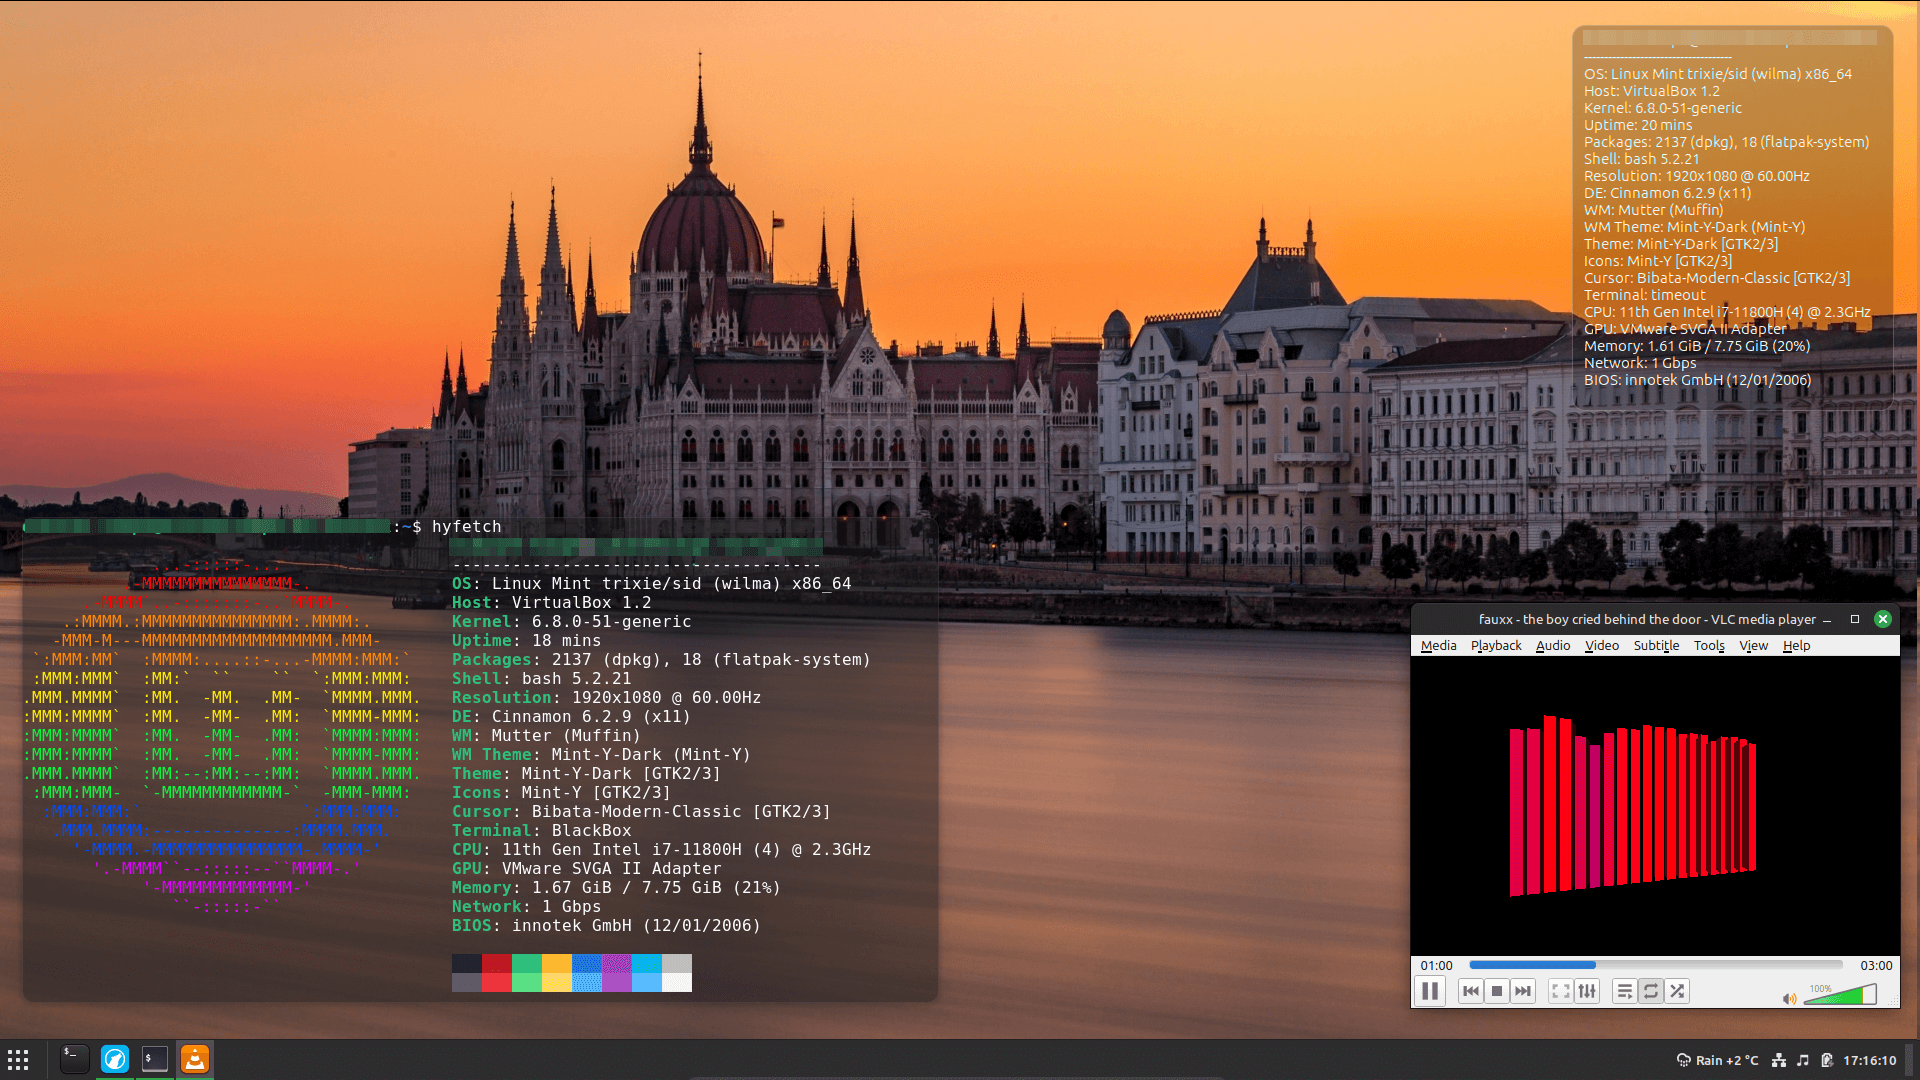 ------------------------------------
OS: Linux Mint trixie/sid (wilma) x86_64
Host: VirtualBox 1.2
Kernel: 6.8.0-51-generic
Uptime: 20 mins
Packages: 2137 (dpkg), 18 (flatpak-system)
Shell: bash 5.2.21
Resolution: 1920x1080 @ 60.00Hz
DE: Cinnamon 6.2.9 (x11)
WM: Mutter (Muffin)
WM Theme: Mint-Y-Dark (Mint-Y)
Theme: Mint-Y-Dark [GTK2/3]
Icons: Mint-Y [GTK2/3]
Cursor: Bibata-Modern-Classic [GTK2/3]
Terminal: timeout
CPU: 11th Gen Intel i7-11800H (4) @ 2.3GHz
GPU: VMware SVGA II Adapter
Memory: 1.61 GiB / 7.75 GiB (20%)
Network: 1 Gbps
BIOS: innotek GmbH (12/01/2006)
:~$ hyfetch
-------------------------------------
OS: Linux Mint trixie/sid (wilma) x86_64
Host: VirtualBox 1.2
Kernel: 6.8.0-51-generic
Uptime: 18 mins
Packages: 2137 (dpkg), 18 (flatpak-system)
Shell: bash 5.2.21
Resolution: 1920x1080 @ 60.00Hz
DE: Cinnamon 6.2.9 (x11)
WM: Mutter (Muffin)
WM Theme: Mint-Y-Dark (Mint-Y)
Theme: Mint-Y-Dark [GTK2/3]
Icons: Mint-Y [GTK2/3]
Cursor: Bibata-Modern-Classic [GTK2/3]
Terminal: BlackBox
CPU: 11th Gen Intel i7-11800H (4) @ 2.3GHz
GPU: VMware SVGA II Adapter
Memory: 1.67 GiB / 7.75 GiB (21%)
Network: 1 Gbps
BIOS: innotek GmbH (12/01/2006)
fauxx - the boy cried behind the door - VLC media player
Media Playback Audio Video Subtitle Tools View Help
01:00 03:00
100%
Rain +2 °C 17:16:10